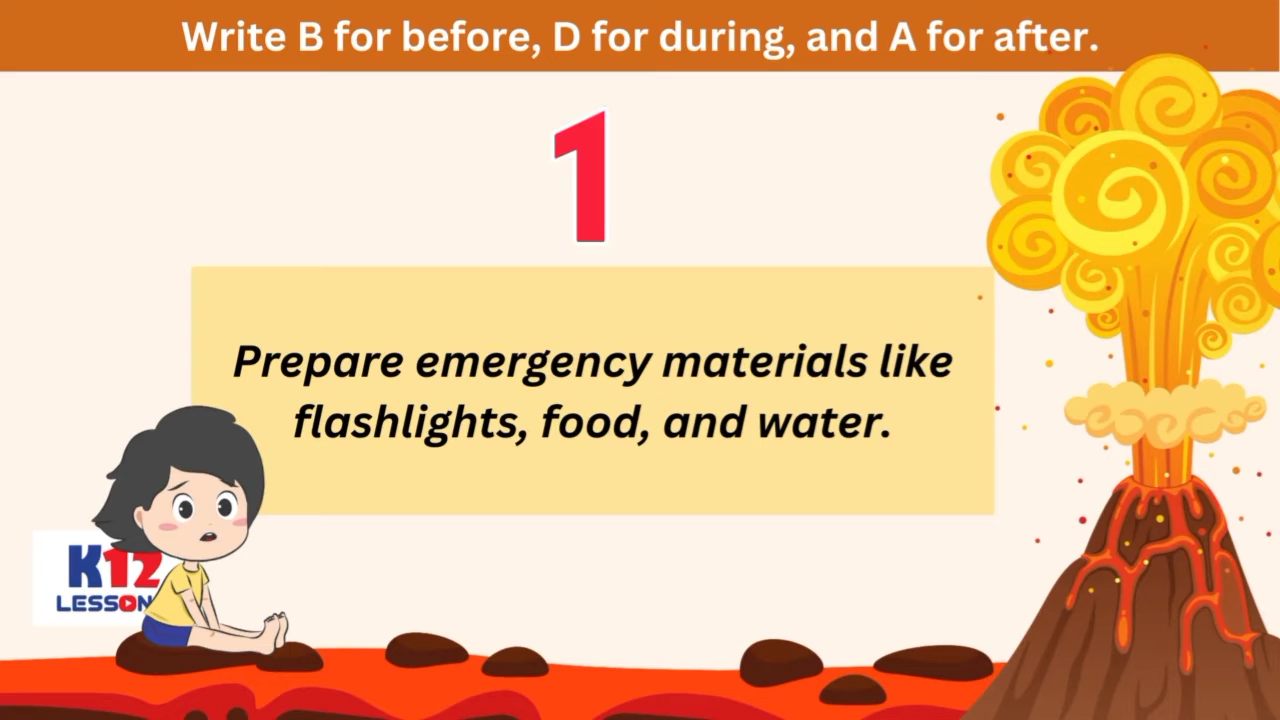 Write B for before, D for during, and A for after.
1
Prepare emergency materials like
flashlights, food, and water.
K12
LESSON